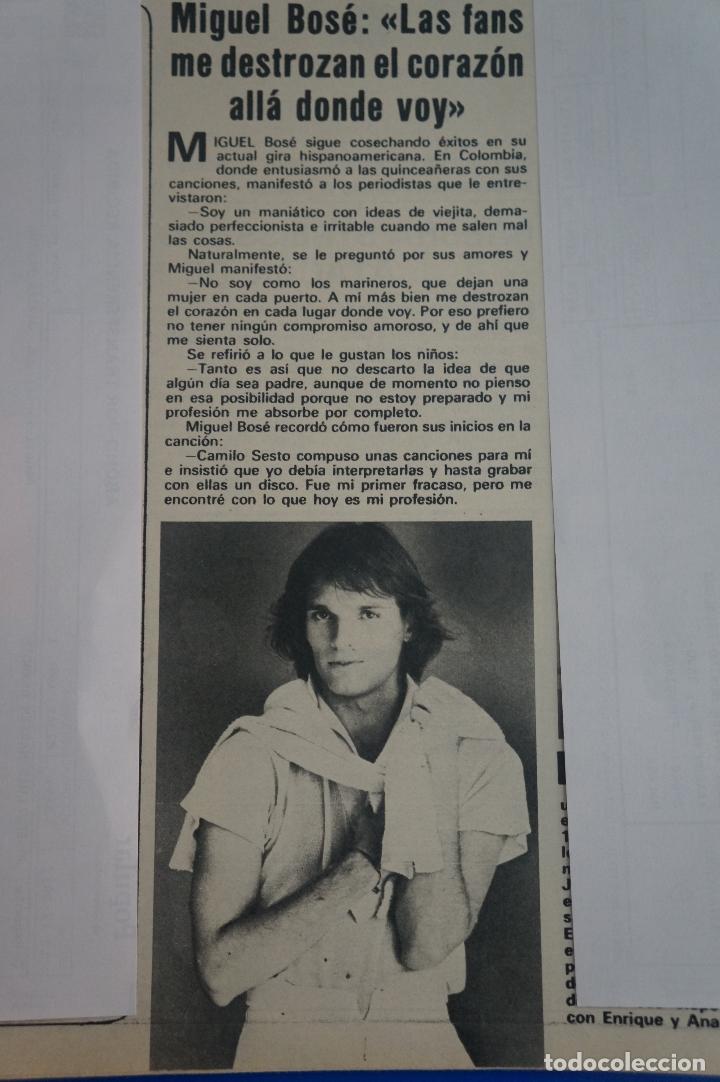 Miguel Bosé: «Las fans
me destrozan el corazón
allá donde voy»
MIGUEL Bosé sigue cosechando éxitos en su
actual gira hispanoamericana. En Colombia,
donde entusiasmó a las quinceañeras con sus
canciones, manifestó a los periodistas que le entre-
vistaron:
—Soy un maniático con ideas de viejita, dema-
siado perfeccionista e irritable cuando me salen mal
las cosas.
Naturalmente, se le preguntó por sus amores y
Miguel manifestó:
—No soy como los marineros, que dejan una
mujer en cada puerto. A mí más bien me destrozan
el corazón en cada lugar donde voy. Por eso prefiero
no tener ningún compromiso amoroso, y de ahí que
me sienta solo.
Se refirió a lo que le gustan los niños:
—Tanto es así que no descarto la idea de que
algún día sea padre, aunque de momento no pienso
en esa posibilidad porque no estoy preparado y mi
profesión me absorbe por completo.
Miguel Bosé recordó cómo fueron sus inicios en la
canción:
—Camilo Sesto compuso unas canciones para mí
e insistió que yo debía interpretarlas y hasta grabar
con ellas un disco. Fue mi primer fracaso, pero me
encontré con lo que hoy es mi profesión.
con Enrique y Ana
todocoleccion.net